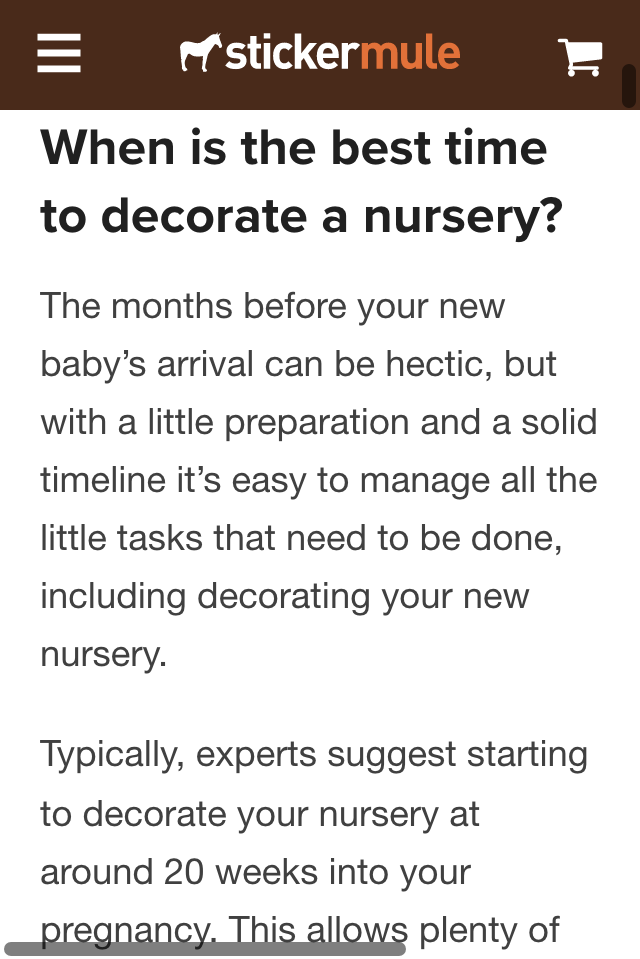 stickermule
When is the best time
to decorate a nursery?
The months before your new
baby’s arrival can be hectic, but
with a little preparation and a solid
timeline it’s easy to manage all the
little tasks that need to be done,
including decorating your new
nursery.
Typically, experts suggest starting
to decorate your nursery at
around 20 weeks into your
pregnancy. This allows plenty of